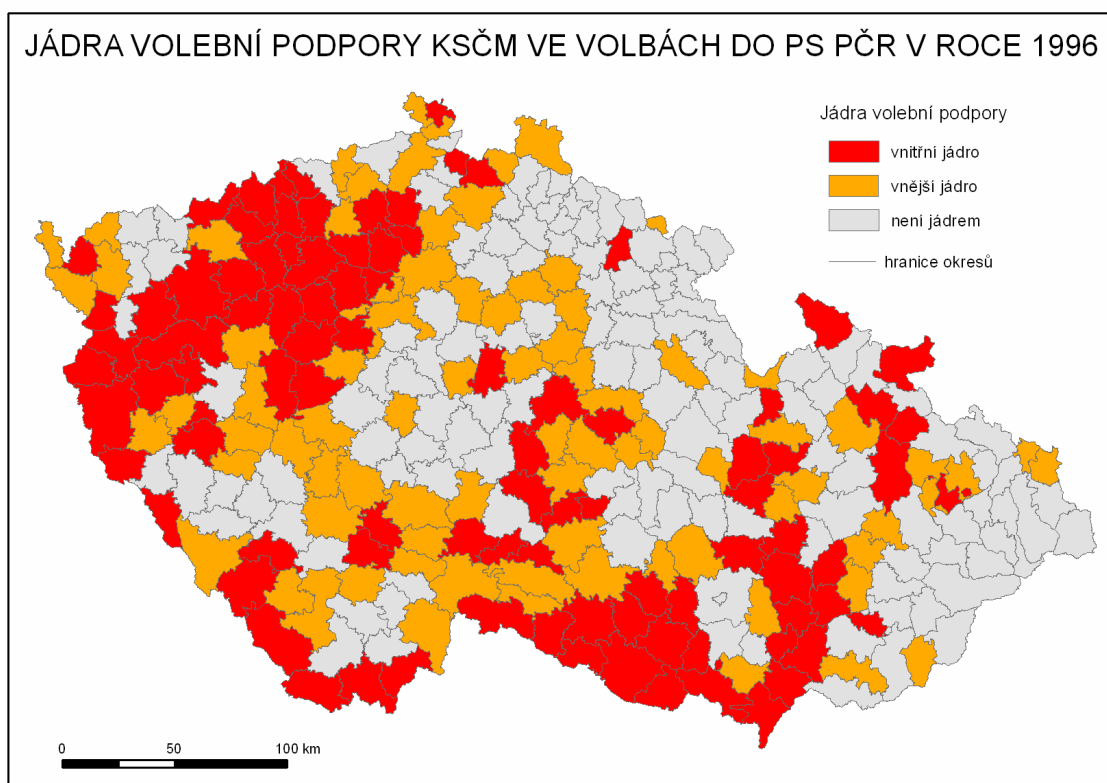 JÁDRA VOLEBNÍ PODPORY KSČM VE VOLBÁCH DO PS PČR V ROCE 1996
Jádra volební podpory
vnitřní jádro
vnější jádro
není jádrem
hranice okresů
0 50 100 km